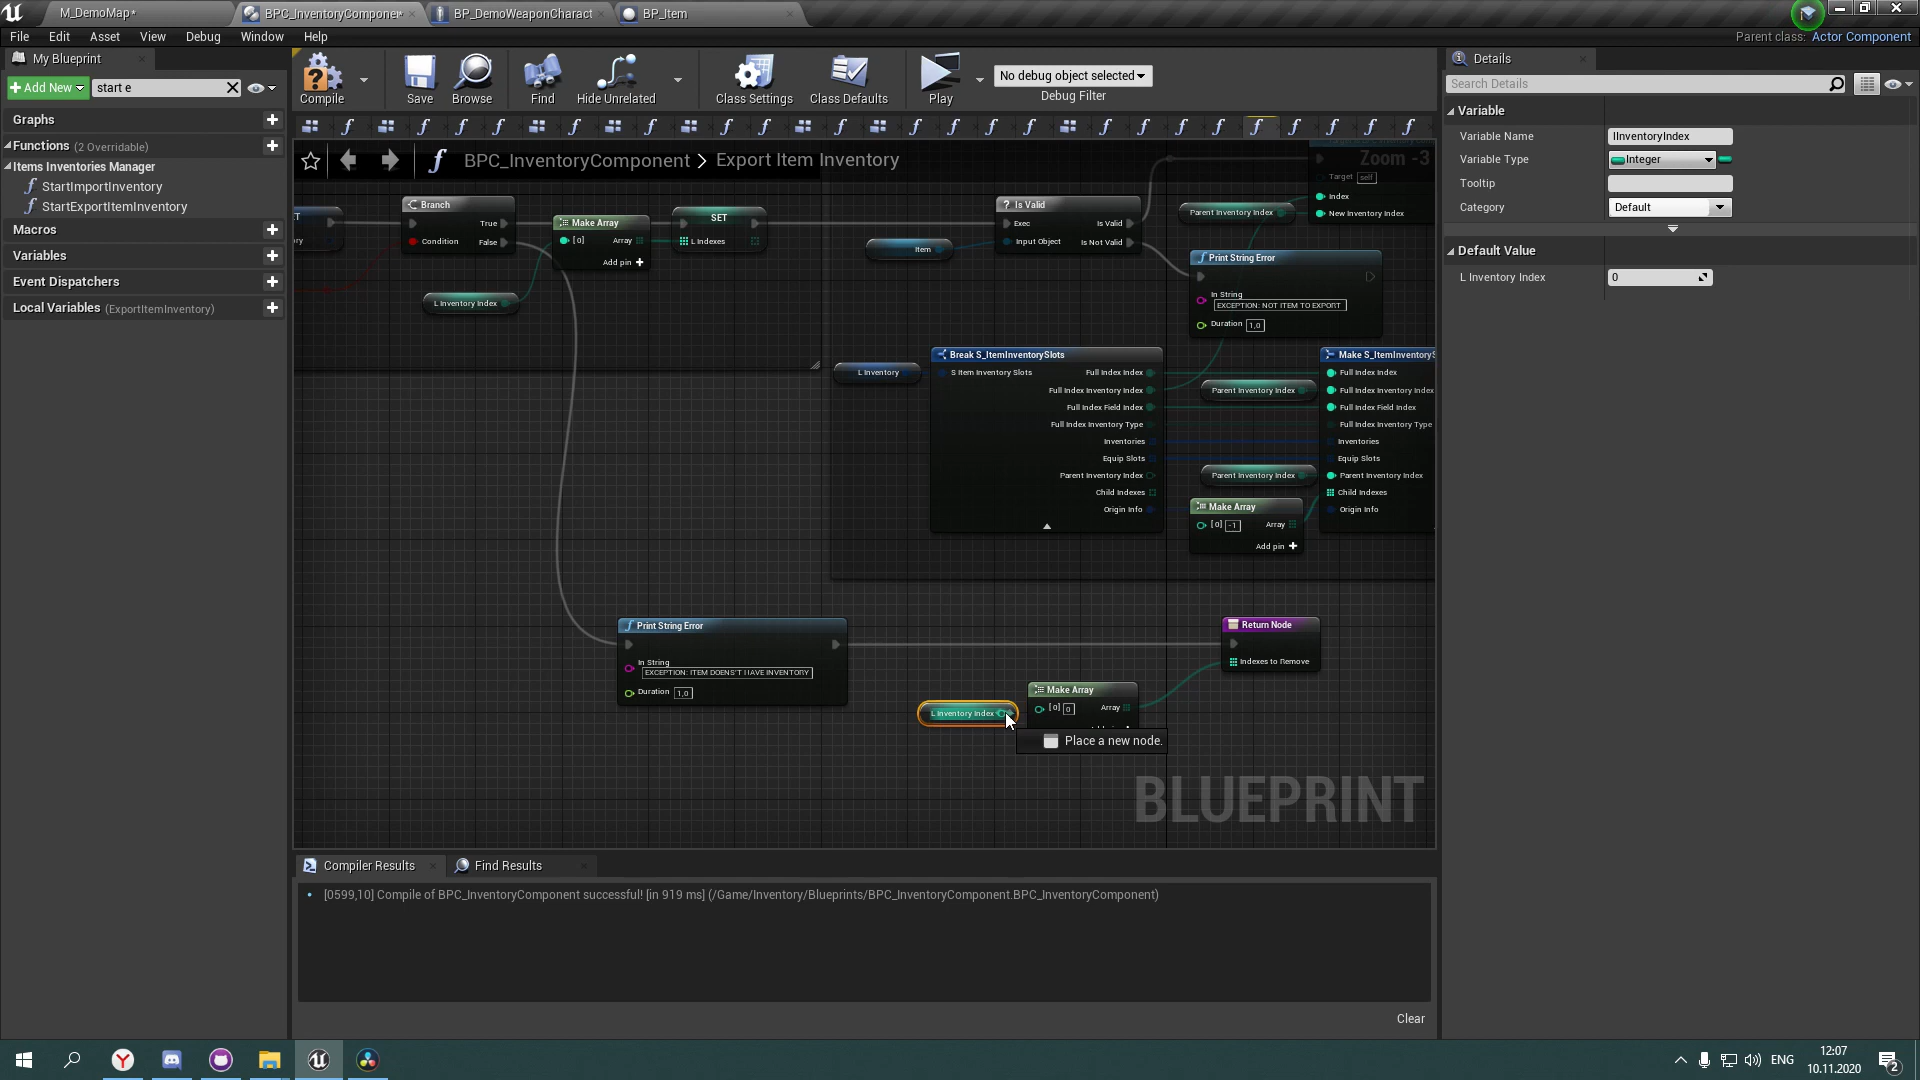 M_DemoMap*
BPC_InventoryComponen*
BP_DemoWeaponCharact
BP_Item
File Edit Asset View Debug Window Help
Parent class: Actor Component
My Blueprint
Add New
start e
Graphs
Functions (2 Overridable)
Items Inventories Manager
StartImportInventory
StartExportItemInventory
Macros
Variables
Event Dispatchers
Local Variables (ExportItemInventory)
Compile
Save
Browse
Find
Hide Unrelated
Class Settings
Class Defaults
Play
No debug object selected
Debug Filter
BPC_InventoryComponent > Export Item Inventory
Zoom -3
Branch
True
Condition False
Make Array
[0] Array
Add pin +
SET
L Indexes
L Inventory Index
Item
? Is Valid
Exec Is Valid
Input Object Is Not Valid
Parent Inventory Index
Target self
Index
New Inventory Index
Print String Error
In String
EXCEPTION: NOT ITEM TO EXPORT
Duration 1,0
L Inventory
Break S_ItemInventorySlots
S Item Inventory Slots Full Index Index
Full Index Inventory Index
Full Index Field Index
Full Index Inventory Type
Inventories
Equip Slots
Parent Inventory Index
Child Indexes
Origin Info
Parent Inventory Index
Parent Inventory Index
Make Array
[0] -1 Array
Add pin +
Make S_ItemInventoryS
Full Index Index
Full Index Inventory Index
Full Index Field Index
Full Index Inventory Type
Inventories
Equip Slots
Parent Inventory Index
Child Indexes
Origin Info
Print String Error
In String
EXCEPTION: ITEM DOENS'T HAVE INVENTORY
Duration 1,0
Return Node
Indexes to Remove
L Inventory Index
Make Array
[0] 0 Array
Place a new node.
BLUEPRINT
Compiler Results
Find Results
[0599,10] Compile of BPC_InventoryComponent successful! [in 919 ms] (/Game/Inventory/Blueprints/BPC_InventoryComponent.BPC_InventoryComponent)
Clear
Details
Search Details
Variable
Variable Name lInventoryIndex
Variable Type Integer
Tooltip
Category Default
Default Value
L Inventory Index 0
ENG
12:07
10.11.2020
2